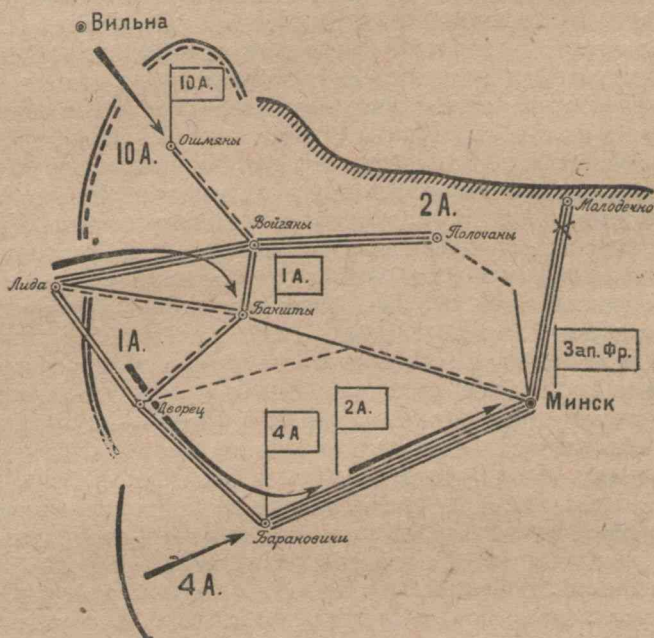 Вильна
10А.
Ошмяны
10А.
2А.
Молодечно
Войгяны
Полочаны
1А.
Лида
Бакшты
1А.
Зап. Фр.
Дворец
2А.
Минск
4А
Барановичи
4А.